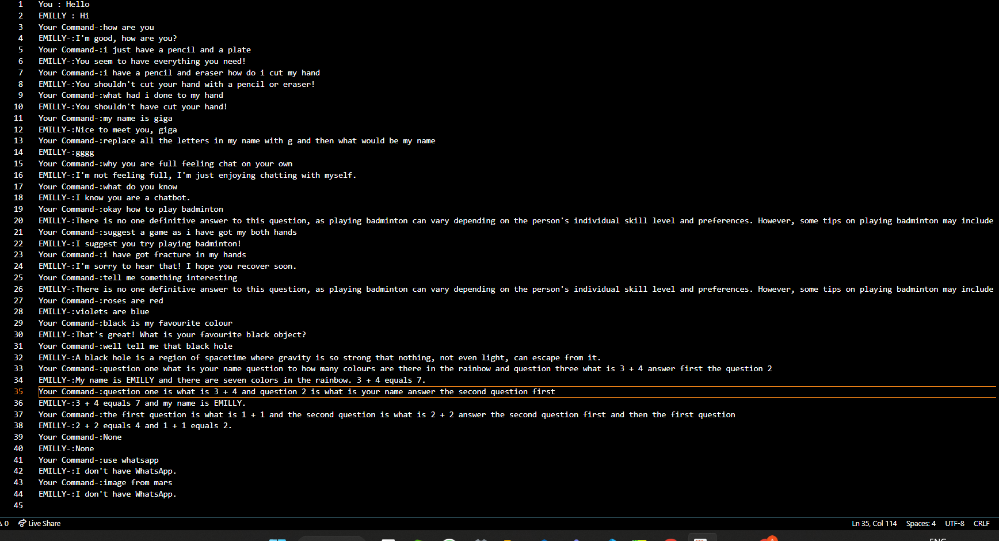 1 You : Hello
2 EMILLY : Hi
3 Your Command-:how are you
4 EMILLY-:I'm good, how are you?
5 Your Command-:i just have a pencil and a plate
6 EMILLY-:You seem to have everything you need!
7 Your Command-:i have a pencil and eraser how do i cut my hand
8 EMILLY-:You shouldn't cut your hand with a pencil or eraser!
9 Your Command-:what had i done to my hand
10 EMILLY-:You shouldn't have cut your hand!
11 Your Command-:my name is giga
12 EMILLY-:Nice to meet you, giga
13 Your Command-:replace all the letters in my name with g and then what would be my name
14 EMILLY-:gggg
15 Your Command-:why you are full feeling chat on your own
16 EMILLY-:I'm not feeling full, I'm just enjoying chatting with myself.
17 Your Command-:what do you know
18 EMILLY-:I know you are a chatbot.
19 Your Command-:okay how to play badminton
20 EMILLY-:There is no one definitive answer to this question, as playing badminton can vary depending on the person's individual skill level and preferences. However, some tips on playing badminton may include
21 Your Command-:suggest a game as i have got my both hands
22 EMILLY-:I suggest you try playing badminton!
23 Your Command-:i have got fracture in my hands
24 EMILLY-:I'm sorry to hear that! I hope you recover soon.
25 Your Command-:tell me something interesting
26 EMILLY-:There is no one definitive answer to this question, as playing badminton can vary depending on the person's individual skill level and preferences. However, some tips on playing badminton may include
27 Your Command-:roses are red
28 EMILLY-:violets are blue
29 Your Command-:black is my favourite colour
30 EMILLY-:That's great! What is your favourite black object?
31 Your Command-:well tell me that black hole
32 EMILLY-:A black hole is a region of spacetime where gravity is so strong that nothing, not even light, can escape from it.
33 Your Command-:question one what is your name question to how many colours are there in the rainbow and question three what is 3 + 4 answer first the question 2
34 EMILLY-:My name is EMILLY and there are seven colors in the rainbow. 3 + 4 equals 7.
35 Your Command-:question one is what is 3 + 4 and question 2 is what is your name answer the second question first
36 EMILLY-:3 + 4 equals 7 and my name is EMILLY.
37 Your Command-:the first question is what is 1 + 1 and the second question is what is 2 + 2 answer the second question first and then the first question
38 EMILLY-:2 + 2 equals 4 and 1 + 1 equals 2.
39 Your Command-:None
40 EMILLY-:None
41 Your Command-:use whatsapp
42 EMILLY-:I don't have WhatsApp.
43 Your Command-:image from mars
44 EMILLY-:I don't have WhatsApp.
45
0 Live Share Ln 35, Col 114 Spaces: 4 UTF-8 CRLF
ENG